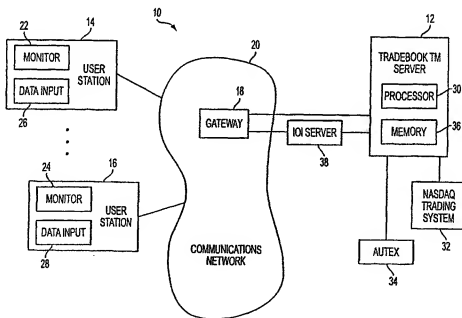 10
22
14
MONITOR
USER
STATION
DATA INPUT
26
24
16
MONITOR
USER
STATION
DATA INPUT
28
20
18
GATEWAY
IOI SERVER
38
COMMUNICATIONS
NETWORK
12
TRADEBOOK TM
SERVER
PROCESSOR
30
MEMORY
36
NASDAQ
TRADING
SYSTEM
32
AUTEX
34